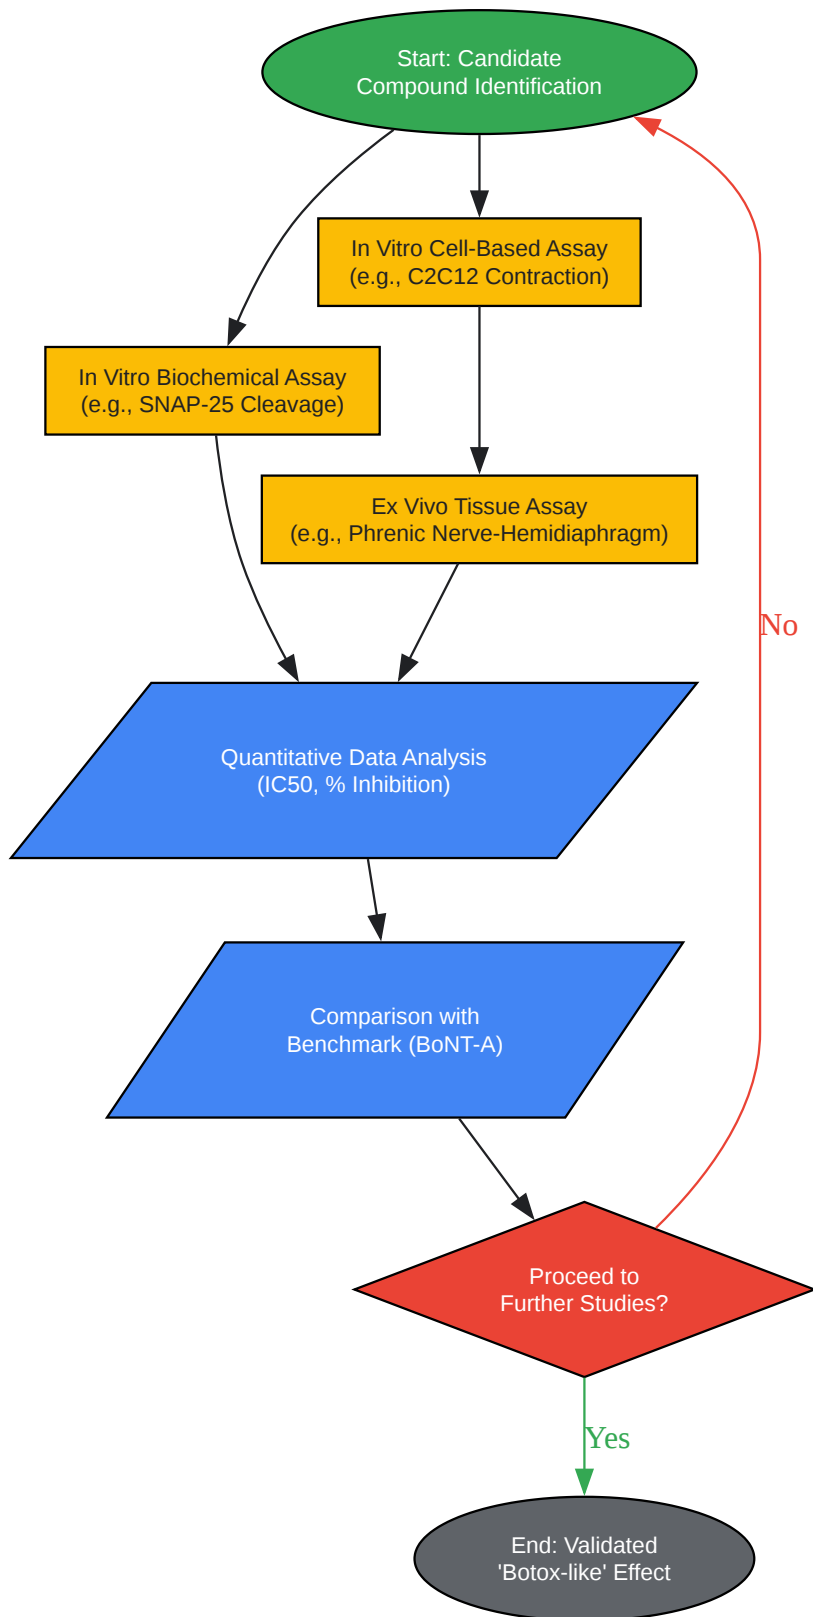 Start: Candidate
Compound Identification
In Vitro Cell-Based Assay
(e.g., C2C12 Contraction)
In Vitro Biochemical Assay
(e.g., SNAP-25 Cleavage)
Ex Vivo Tissue Assay
(e.g., Phrenic Nerve-Hemidiaphragm)
No
Quantitative Data Analysis
(IC50, % Inhibition)
Comparison with
Benchmark (BoNT-A)
Proceed to
Further Studies?
Yes
End: Validated
'Botox-like' Effect